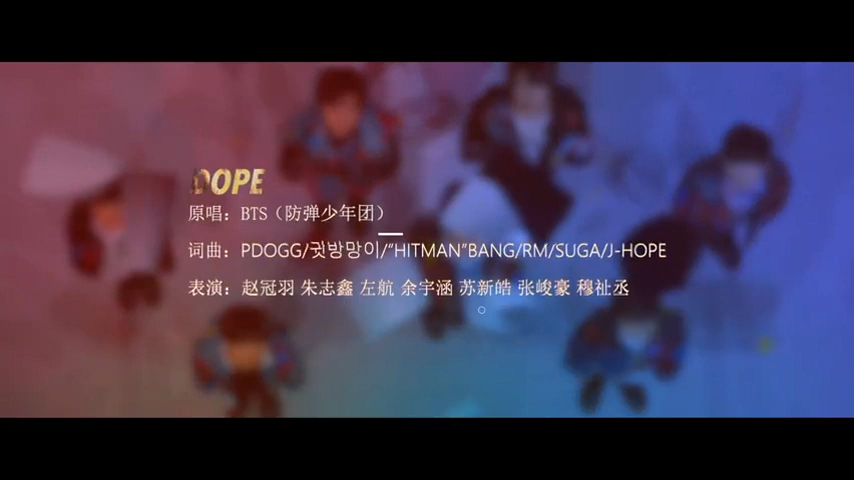 DOPE
原唱：BTS（防弹少年团）
词曲：PDOGG/귓방망이/"HITMAN"BANG/RM/SUGA/J-HOPE
表演：赵冠羽 朱志鑫 左航 余宇涵 苏新皓 张峻豪 穆祉丞